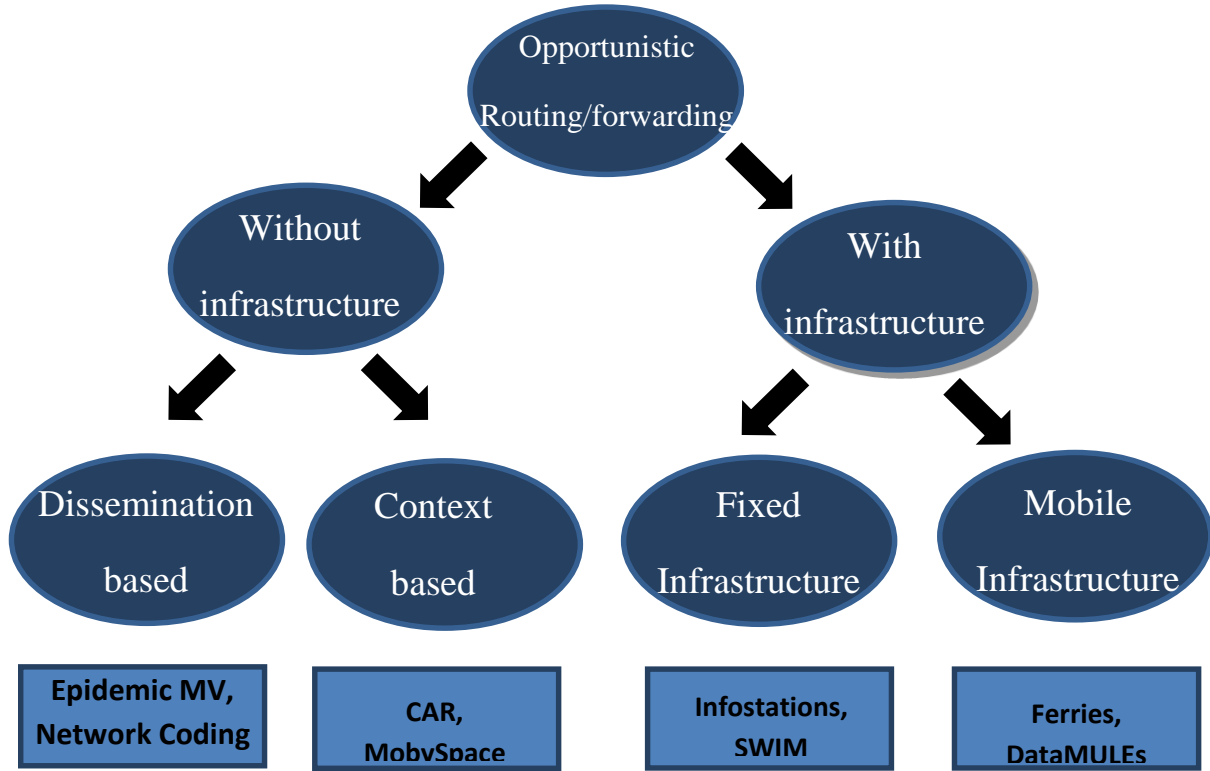 Opportunistic
Routing/forwarding
Without
infrastructure
With
infrastructure
Dissemination
based
Context
based
Fixed
Infrastructure
Mobile
Infrastructure
Epidemic MV,
Network Coding
CAR,
MobySpace
Infostations,
SWIM
Ferries,
DataMULEs